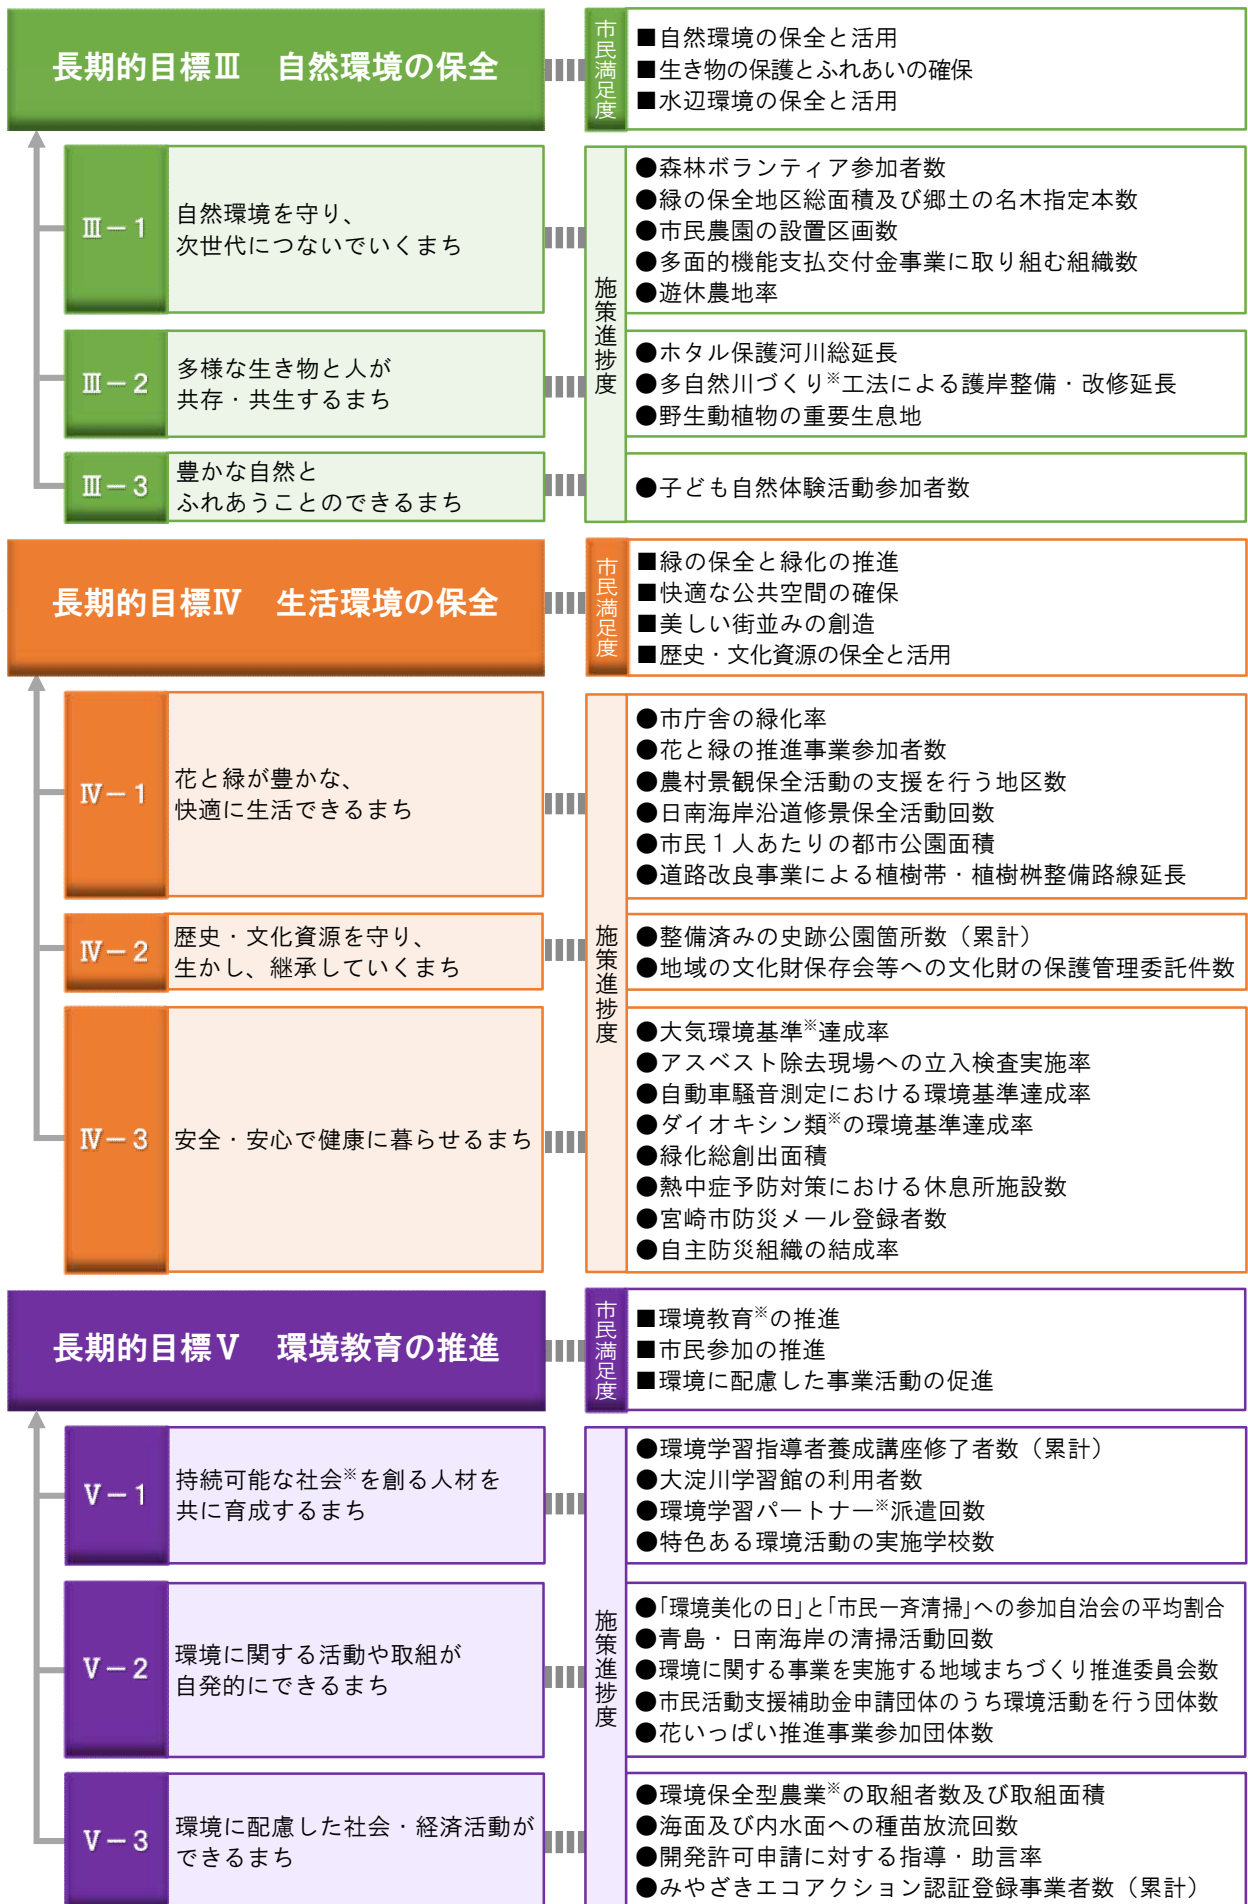 長期的目標Ⅲ 自然環境の保全
市民満足度
■自然環境の保全と活用
■生き物の保護とふれあいの確保
■水辺環境の保全と活用
Ⅲ－1
自然環境を守り、
次世代につないでいくまち
施策進捗度
●森林ボランティア参加者数
●緑の保全地区総面積及び郷土の名木指定本数
●市民農園の設置区画数
●多面的機能支払交付金事業に取り組む組織数
●遊休農地率
Ⅲ－2
多様な生き物と人が
共存・共生するまち
●ホタル保護河川総延長
●多自然川づくり※工法による護岸整備・改修延長
●野生動植物の重要生息地
Ⅲ－3
豊かな自然と
ふれあうことのできるまち
●子ども自然体験活動参加者数
長期的目標Ⅳ 生活環境の保全
市民満足度
■緑の保全と緑化の推進
■快適な公共空間の確保
■美しい街並みの創造
■歴史・文化資源の保全と活用
Ⅳ－1
花と緑が豊かな、
快適に生活できるまち
施策進捗度
●市庁舎の緑化率
●花と緑の推進事業参加者数
●農村景観保全活動の支援を行う地区数
●日南海岸沿道修景保全活動回数
●市民１人あたりの都市公園面積
●道路改良事業による植樹帯・植樹桝整備路線延長
Ⅳ－2
歴史・文化資源を守り、
生かし、継承していくまち
●整備済みの史跡公園箇所数（累計）
●地域の文化財保存会等への文化財の保護管理委託件数
Ⅳ－3
安全・安心で健康に暮らせるまち
●大気環境基準※達成率
●アスベスト除去現場への立入検査実施率
●自動車騒音測定における環境基準達成率
●ダイオキシン類※の環境基準達成率
●緑化総創出面積
●熱中症予防対策における休息所施設数
●宮崎市防災メール登録者数
●自主防災組織の結成率
長期的目標Ⅴ 環境教育の推進
市民満足度
■環境教育※の推進
■市民参加の推進
■環境に配慮した事業活動の促進
Ⅴ－1
持続可能な社会※を創る人材を
共に育成するまち
施策進捗度
●環境学習指導者養成講座修了者数（累計）
●大淀川学習館の利用者数
●環境学習パートナー※派遣回数
●特色ある環境活動の実施学校数
Ⅴ－2
環境に関する活動や取組が
自発的にできるまち
●「環境美化の日」と「市民一斉清掃」への参加自治会の平均割合
●青島・日南海岸の清掃活動回数
●環境に関する事業を実施する地域まちづくり推進委員会数
●市民活動支援補助金申請団体のうち環境活動を行う団体数
●花いっぱい推進事業参加団体数
Ⅴ－3
環境に配慮した社会・経済活動が
できるまち
●環境保全型農業※の取組者数及び取組面積
●海面及び内水面への種苗放流回数
●開発許可申請に対する指導・助言率
●みやざきエコアクション認証登録事業者数（累計）